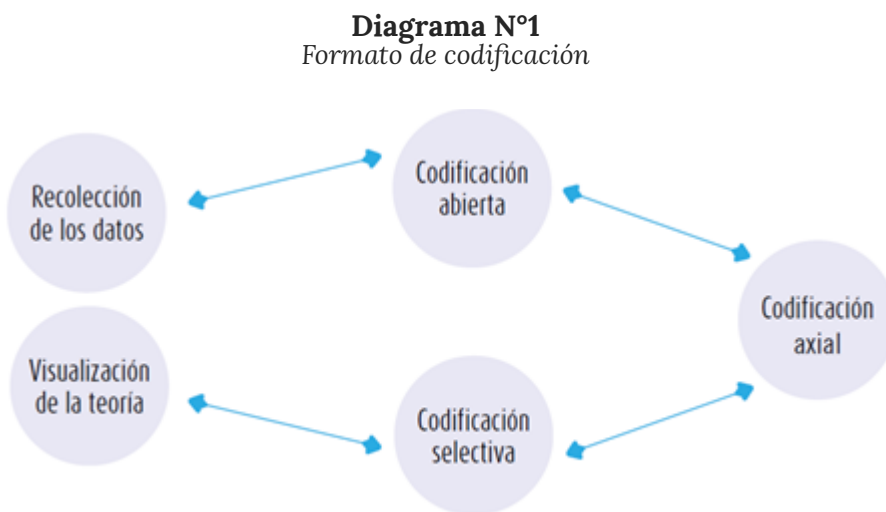 Diagrama N°1
Formato de codificación
Recolección
de los datos
Codificación
abierta
Codificación
axial
Visualización
de la teoría
Codificación
selectiva